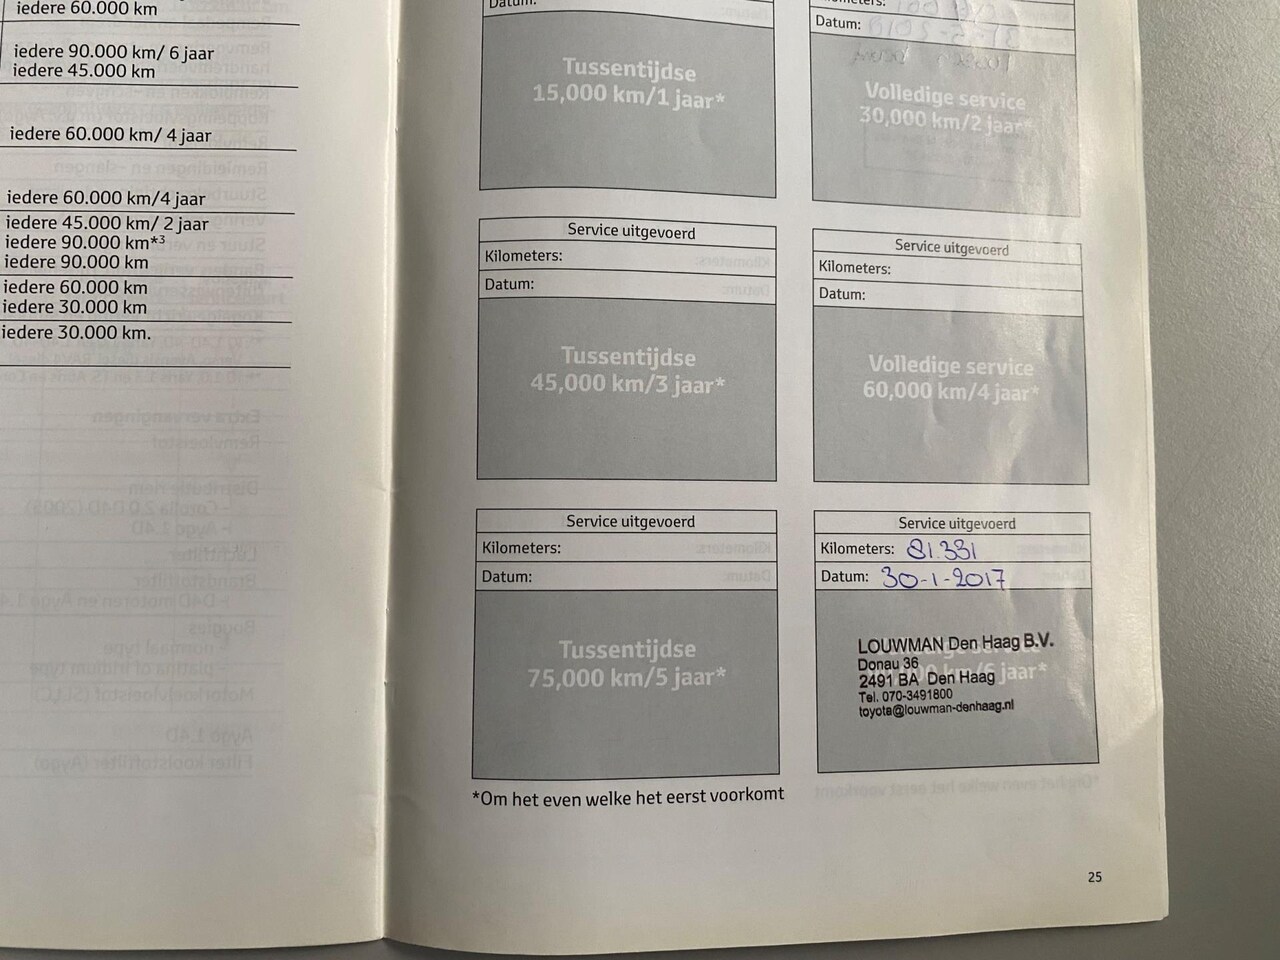 iedere 60.000 km
iedere 90.000 km/ 6 jaar
iedere 45.000 km
iedere 60.000 km/ 4 jaar
iedere 60.000 km/4 jaar
iedere 45.000 km/ 2 jaar
iedere 90.000 km*3
iedere 90.000 km
iedere 60.000 km
iedere 30.000 km
iedere 30.000 km.
Datum:
Tussentijdse
15,000 km/1 jaar*
Kilometers:
Datum:
Volledige service
30,000 km/2 jaar*
Service uitgevoerd
Kilometers:
Datum:
Tussentijdse
45,000 km/3 jaar*
Service uitgevoerd
Kilometers:
Datum:
Volledige service
60,000 km/4 jaar*
Service uitgevoerd
Kilometers:
Datum:
Tussentijdse
75,000 km/5 jaar*
Service uitgevoerd
Kilometers: 81.331
Datum: 30-1-2017
LOUWMAN Den Haag B.V.
Donau 36
2491 BA Den Haag
Tel. 070-3491800
toyota@louwman-denhaag.nl
km/6 jaar*
*Om het even welke het eerst voorkomt
25